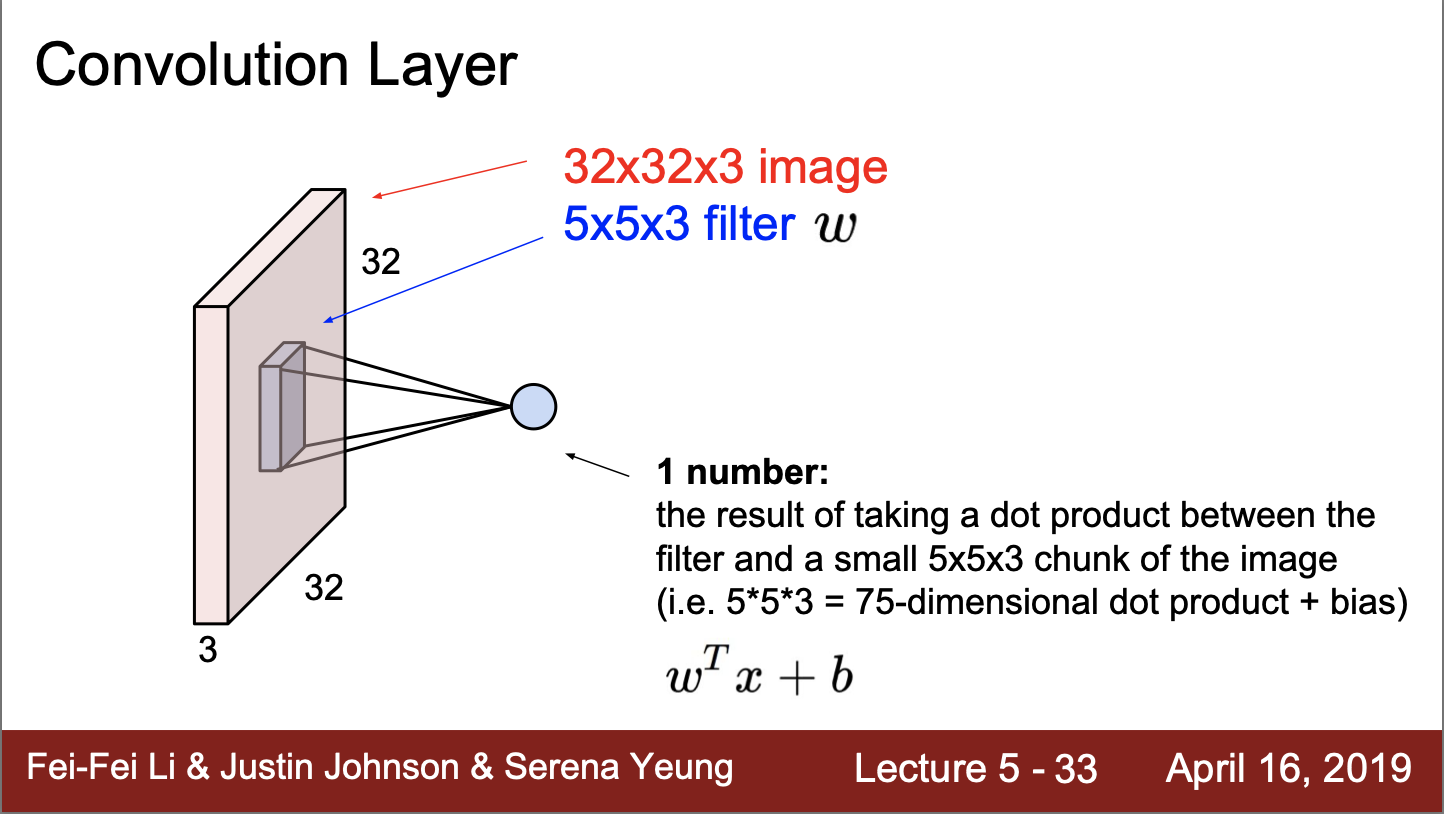 Convolution Layer
32x32x3 image
5x5x3 filter w
32
32
3
1 number:
the result of taking a dot product between the
filter and a small 5x5x3 chunk of the image
(i.e. 5*5*3 = 75-dimensional dot product + bias)
w^T x + b
Fei-Fei Li & Justin Johnson & Serena Yeung
Lecture 5 - 33
April 16, 2019